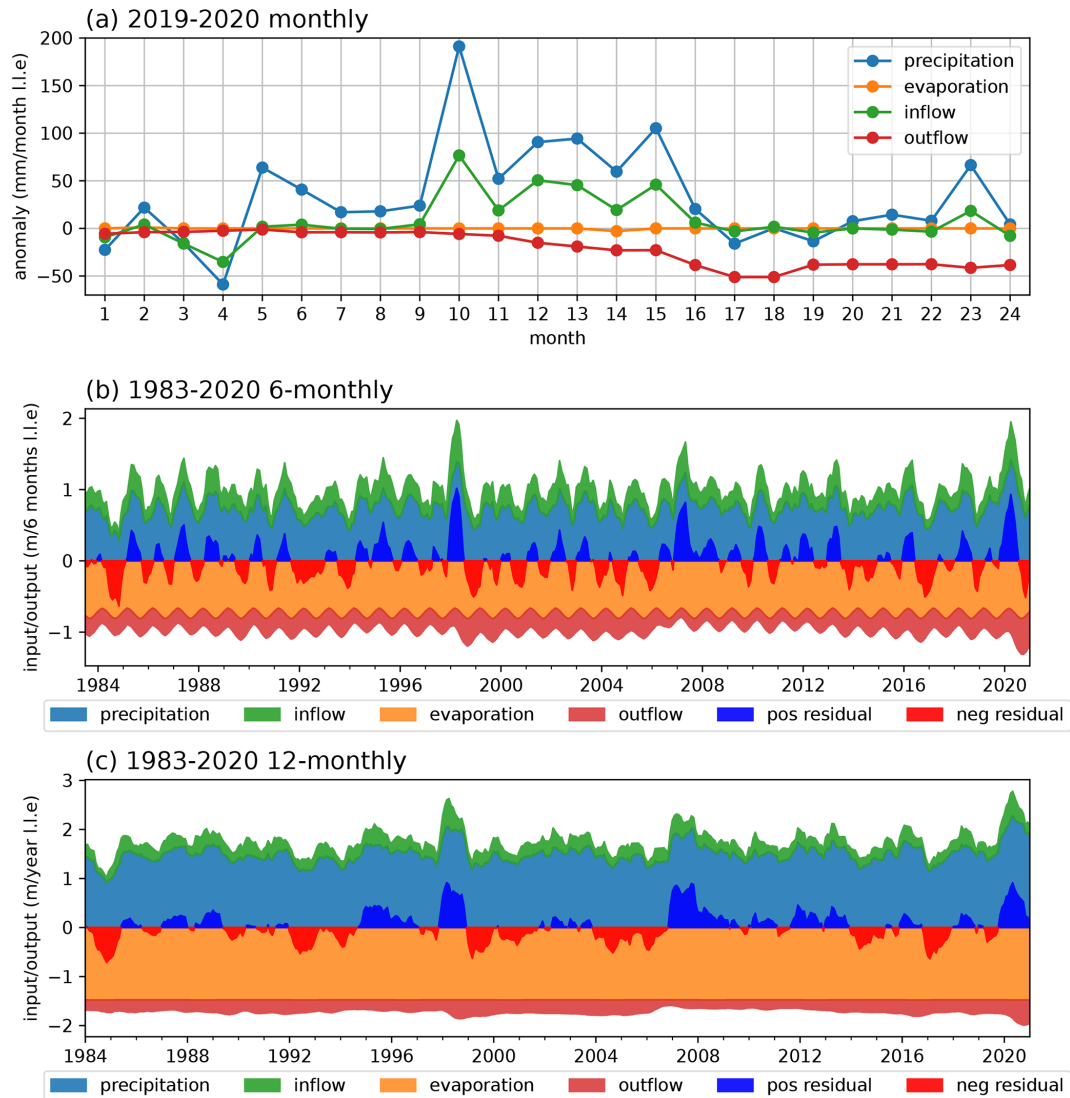 (a) 2019-2020 monthly
anomaly (mm/month l.l.e)
200
150
100
50
0
−50
precipitation
evaporation
inflow
outflow
1 2 3 4 5 6 7 8 9 10 11 12 13 14 15 16 17 18 19 20 21 22 23 24
month
(b) 1983-2020 6-monthly
input/output (m/6 months l.l.e)
2
1
0
−1
1984 1988 1992 1996 2000 2004 2008 2012 2016 2020
precipitation inflow evaporation outflow pos residual neg residual
(c) 1983-2020 12-monthly
input/output (m/year l.l.e)
3
2
1
0
−1
−2
1984 1988 1992 1996 2000 2004 2008 2012 2016 2020
precipitation inflow evaporation outflow pos residual neg residual